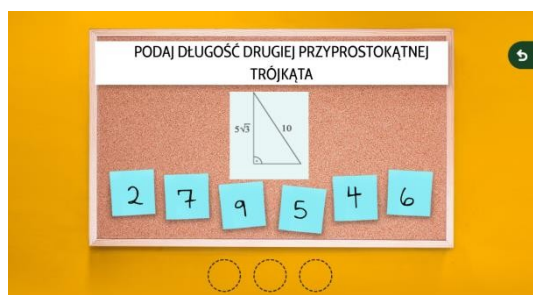 PODAJ DŁUGOŚĆ DRUGIEJ PRZYPROSTOKĄTNEJ
TRÓJKĄTA
5√3 10
2 7 9 5 4 6